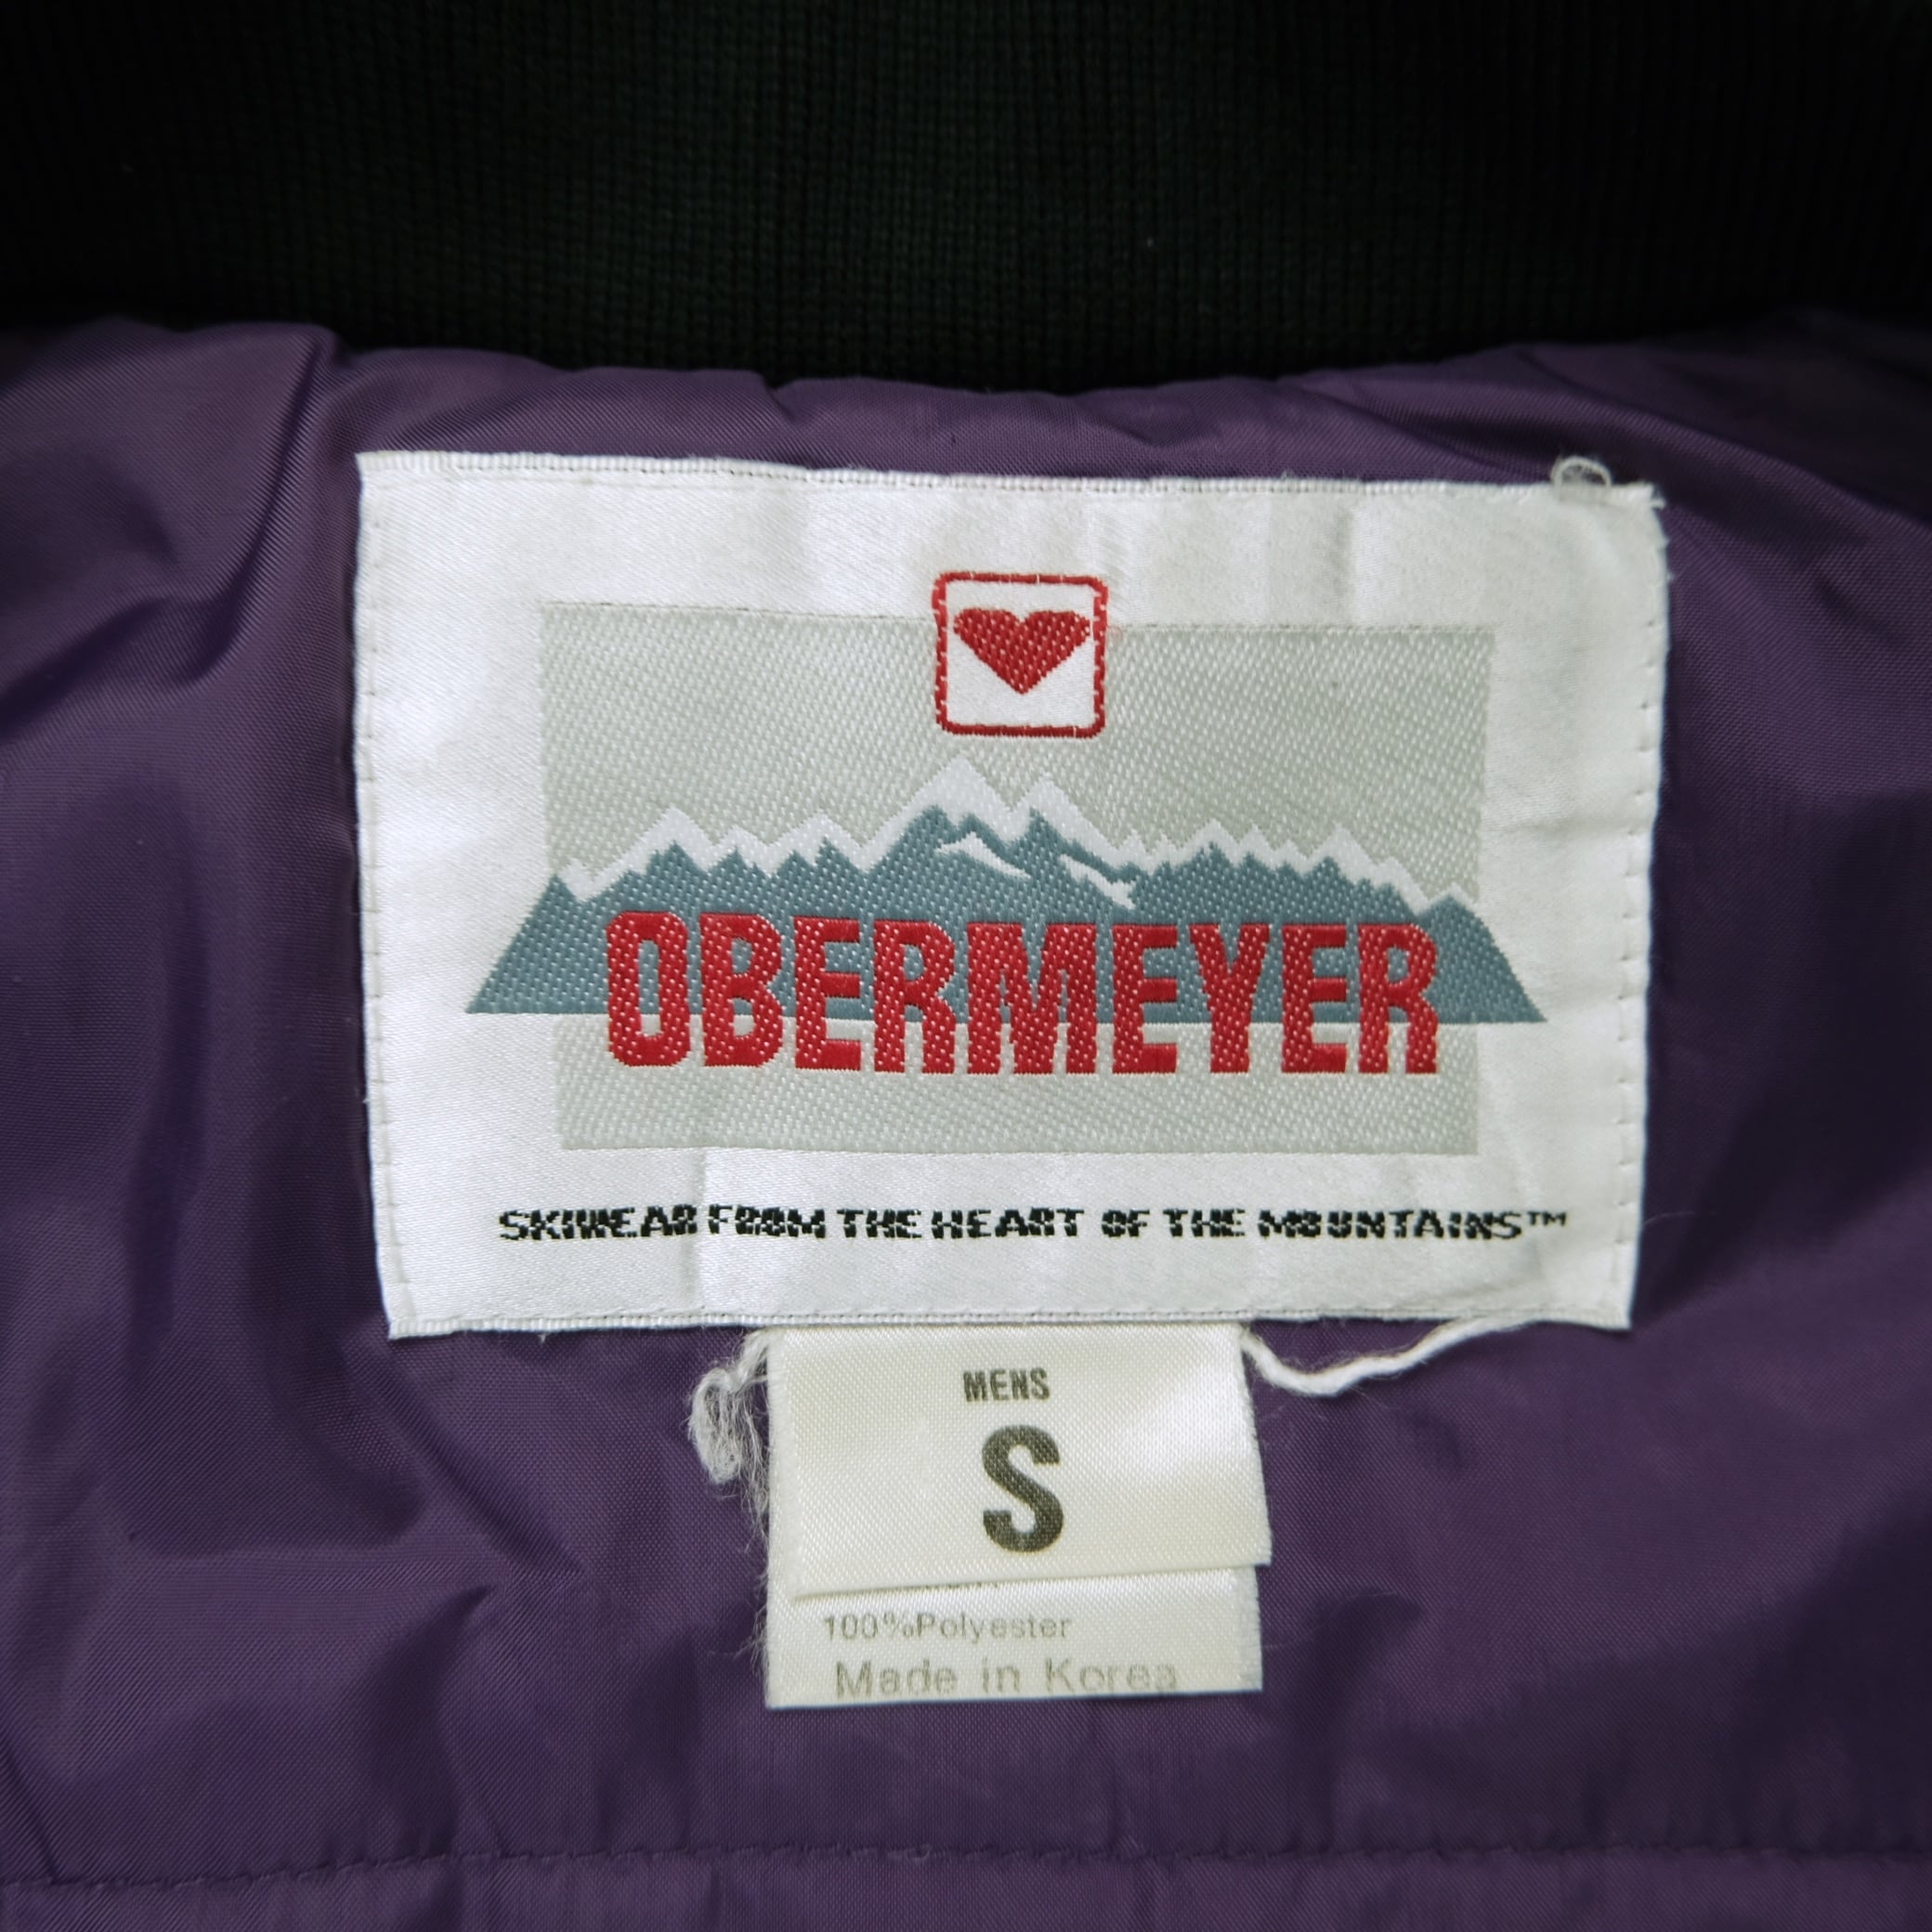 OBERMEYER
SKIWEAR FROM THE HEART OF THE MOUNTAINS™
MENS
S
100%Polyester
Made in Korea